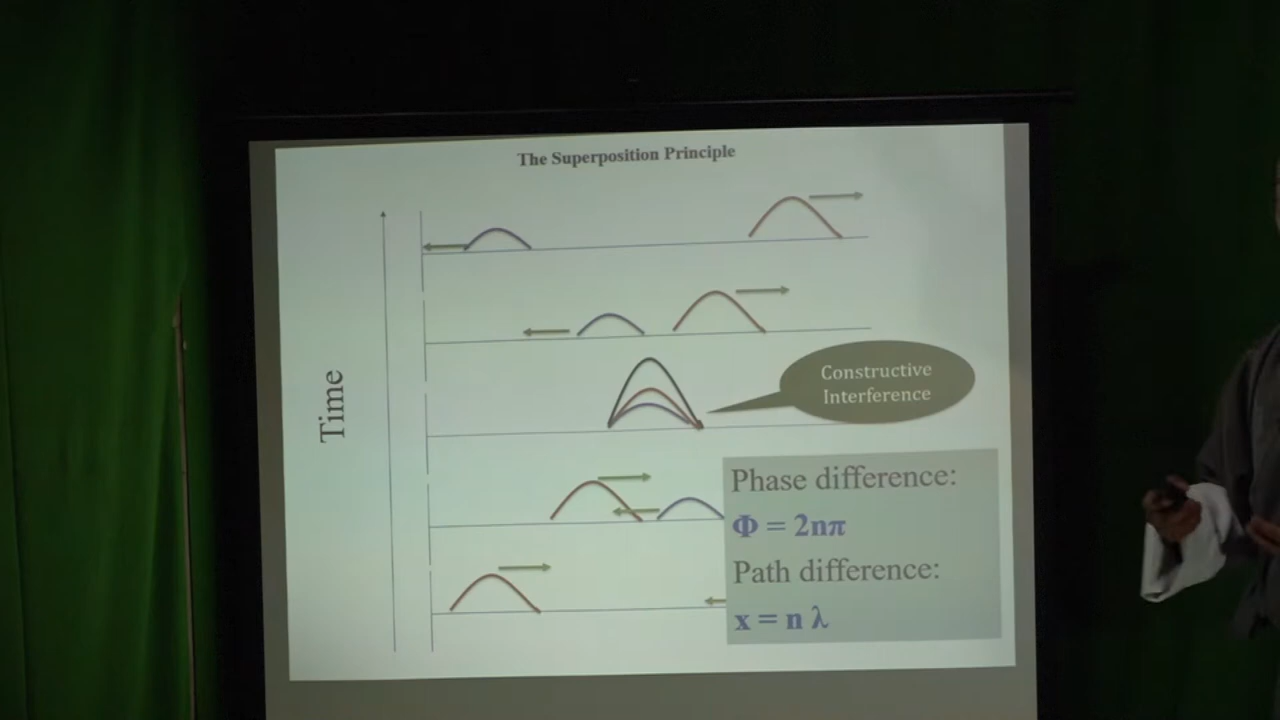 The Superposition Principle
Time
Constructive
Interference
Phase difference:
Φ = 2nπ
Path difference:
x = n λ